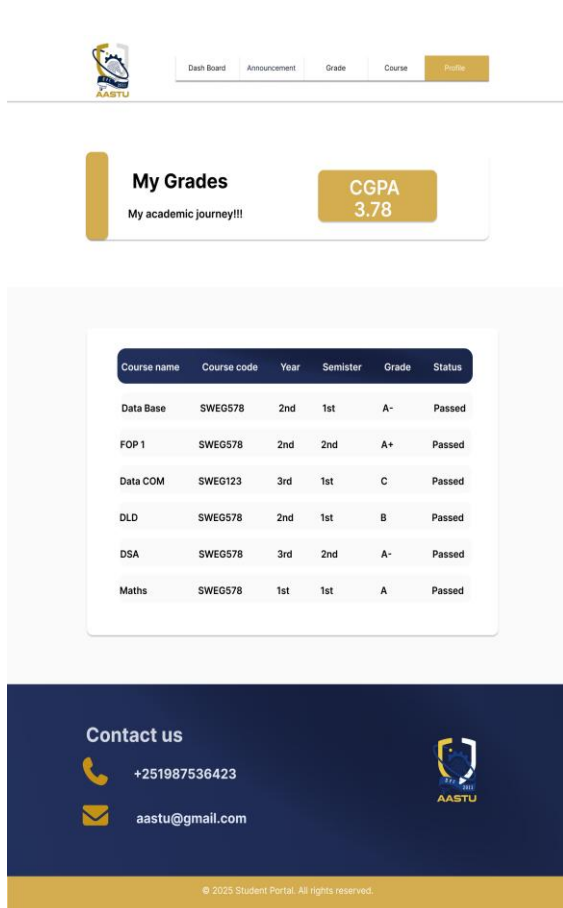 AASTU
Dash Board Announcement Grade Course Profile
My Grades
My academic journey!!!
CGPA
3.78
Course name Course code Year Semister Grade Status
Data Base SWEG578 2nd 1st A- Passed
FOP 1 SWEG578 2nd 2nd A+ Passed
Data COM SWEG123 3rd 1st C Passed
DLD SWEG578 2nd 1st B Passed
DSA SWEG578 3rd 2nd A- Passed
Maths SWEG578 1st 1st A Passed
Contact us
+251987536423
aastu@gmail.com
2011
AASTU
© 2025 Student Portal. All rights reserved.